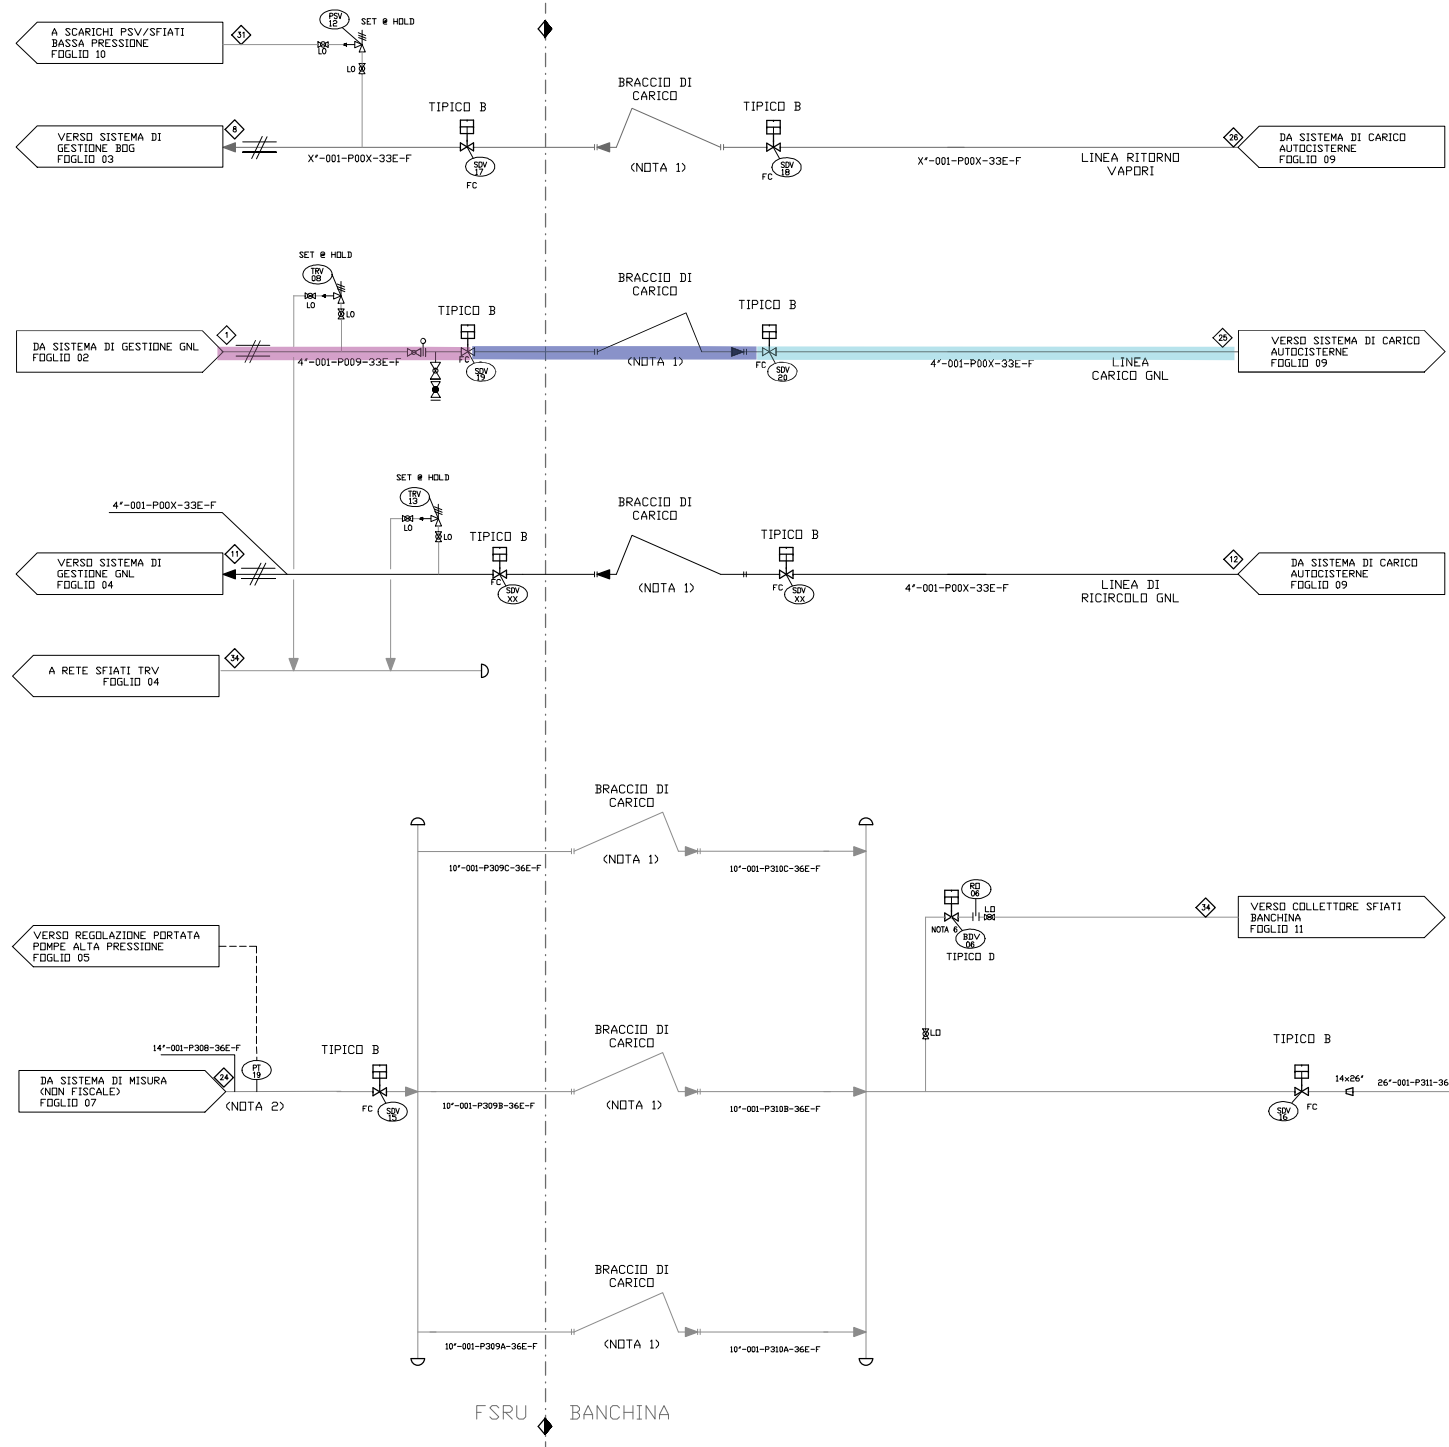 A SCARICHI PSV/SFIATI
BASSA PRESSIONE
FOGLIO 10
31
PSV
12
SET @ HOLD
LO
LO
VERSO SISTEMA DI
GESTIONE BOG
FOGLIO 03
8
X"-001-P00X-33E-F
TIPICO B
SDV
17
FC
BRACCIO DI
CARICO
(NOTA 1)
TIPICO B
FC
SDV
18
X"-001-P00X-33E-F
LINEA RITORNO
VAPORI
26
DA SISTEMA DI CARICO
AUTOCISTERNE
FOGLIO 09
SET @ HOLD
TRV
08
LO
LO
DA SISTEMA DI GESTIONE GNL
FOGLIO 02
1
4"-001-P009-33E-F
TIPICO B
FC
SDV
19
BRACCIO DI
CARICO
(NOTA 1)
TIPICO B
FC
SDV
20
4"-001-P00X-33E-F
LINEA
CARICO GNL
25
VERSO SISTEMA DI CARICO
AUTOCISTERNE
FOGLIO 09
SET @ HOLD
TRV
13
LO
LO
4"-001-P00X-33E-F
VERSO SISTEMA DI
GESTIONE GNL
FOGLIO 04
11
TIPICO B
FC
SDV
XX
BRACCIO DI
CARICO
(NOTA 1)
TIPICO B
FC
SDV
XX
4"-001-P00X-33E-F
LINEA DI
RICIRCOLO GNL
12
DA SISTEMA DI CARICO
AUTOCISTERNE
FOGLIO 09
A RETE SFIATI TRV
FOGLIO 04
34
BRACCIO DI
CARICO
(NOTA 1)
10"-001-P309C-36E-F
10"-001-P310C-36E-F
VERSO REGOLAZIONE PORTATA
POMPE ALTA PRESSIONE
FOGLIO 05
RO
06
LO
NOTA 6
BDV
06
TIPICO D
34
VERSO COLLETTORE SFIATI
BANCHINA
FOGLIO 11
LO
14"-001-P308-36E-F
DA SISTEMA DI MISURA
(NON FISCALE)
FOGLIO 07
24
PT
19
(NOTA 2)
TIPICO B
FC
SDV
15
BRACCIO DI
CARICO
(NOTA 1)
10"-001-P309B-36E-F
10"-001-P310B-36E-F
TIPICO B
SDV
16
FC
14x26"
26"-001-P311-36
BRACCIO DI
CARICO
(NOTA 1)
10"-001-P309A-36E-F
10"-001-P310A-36E-F
FSRU
BANCHINA